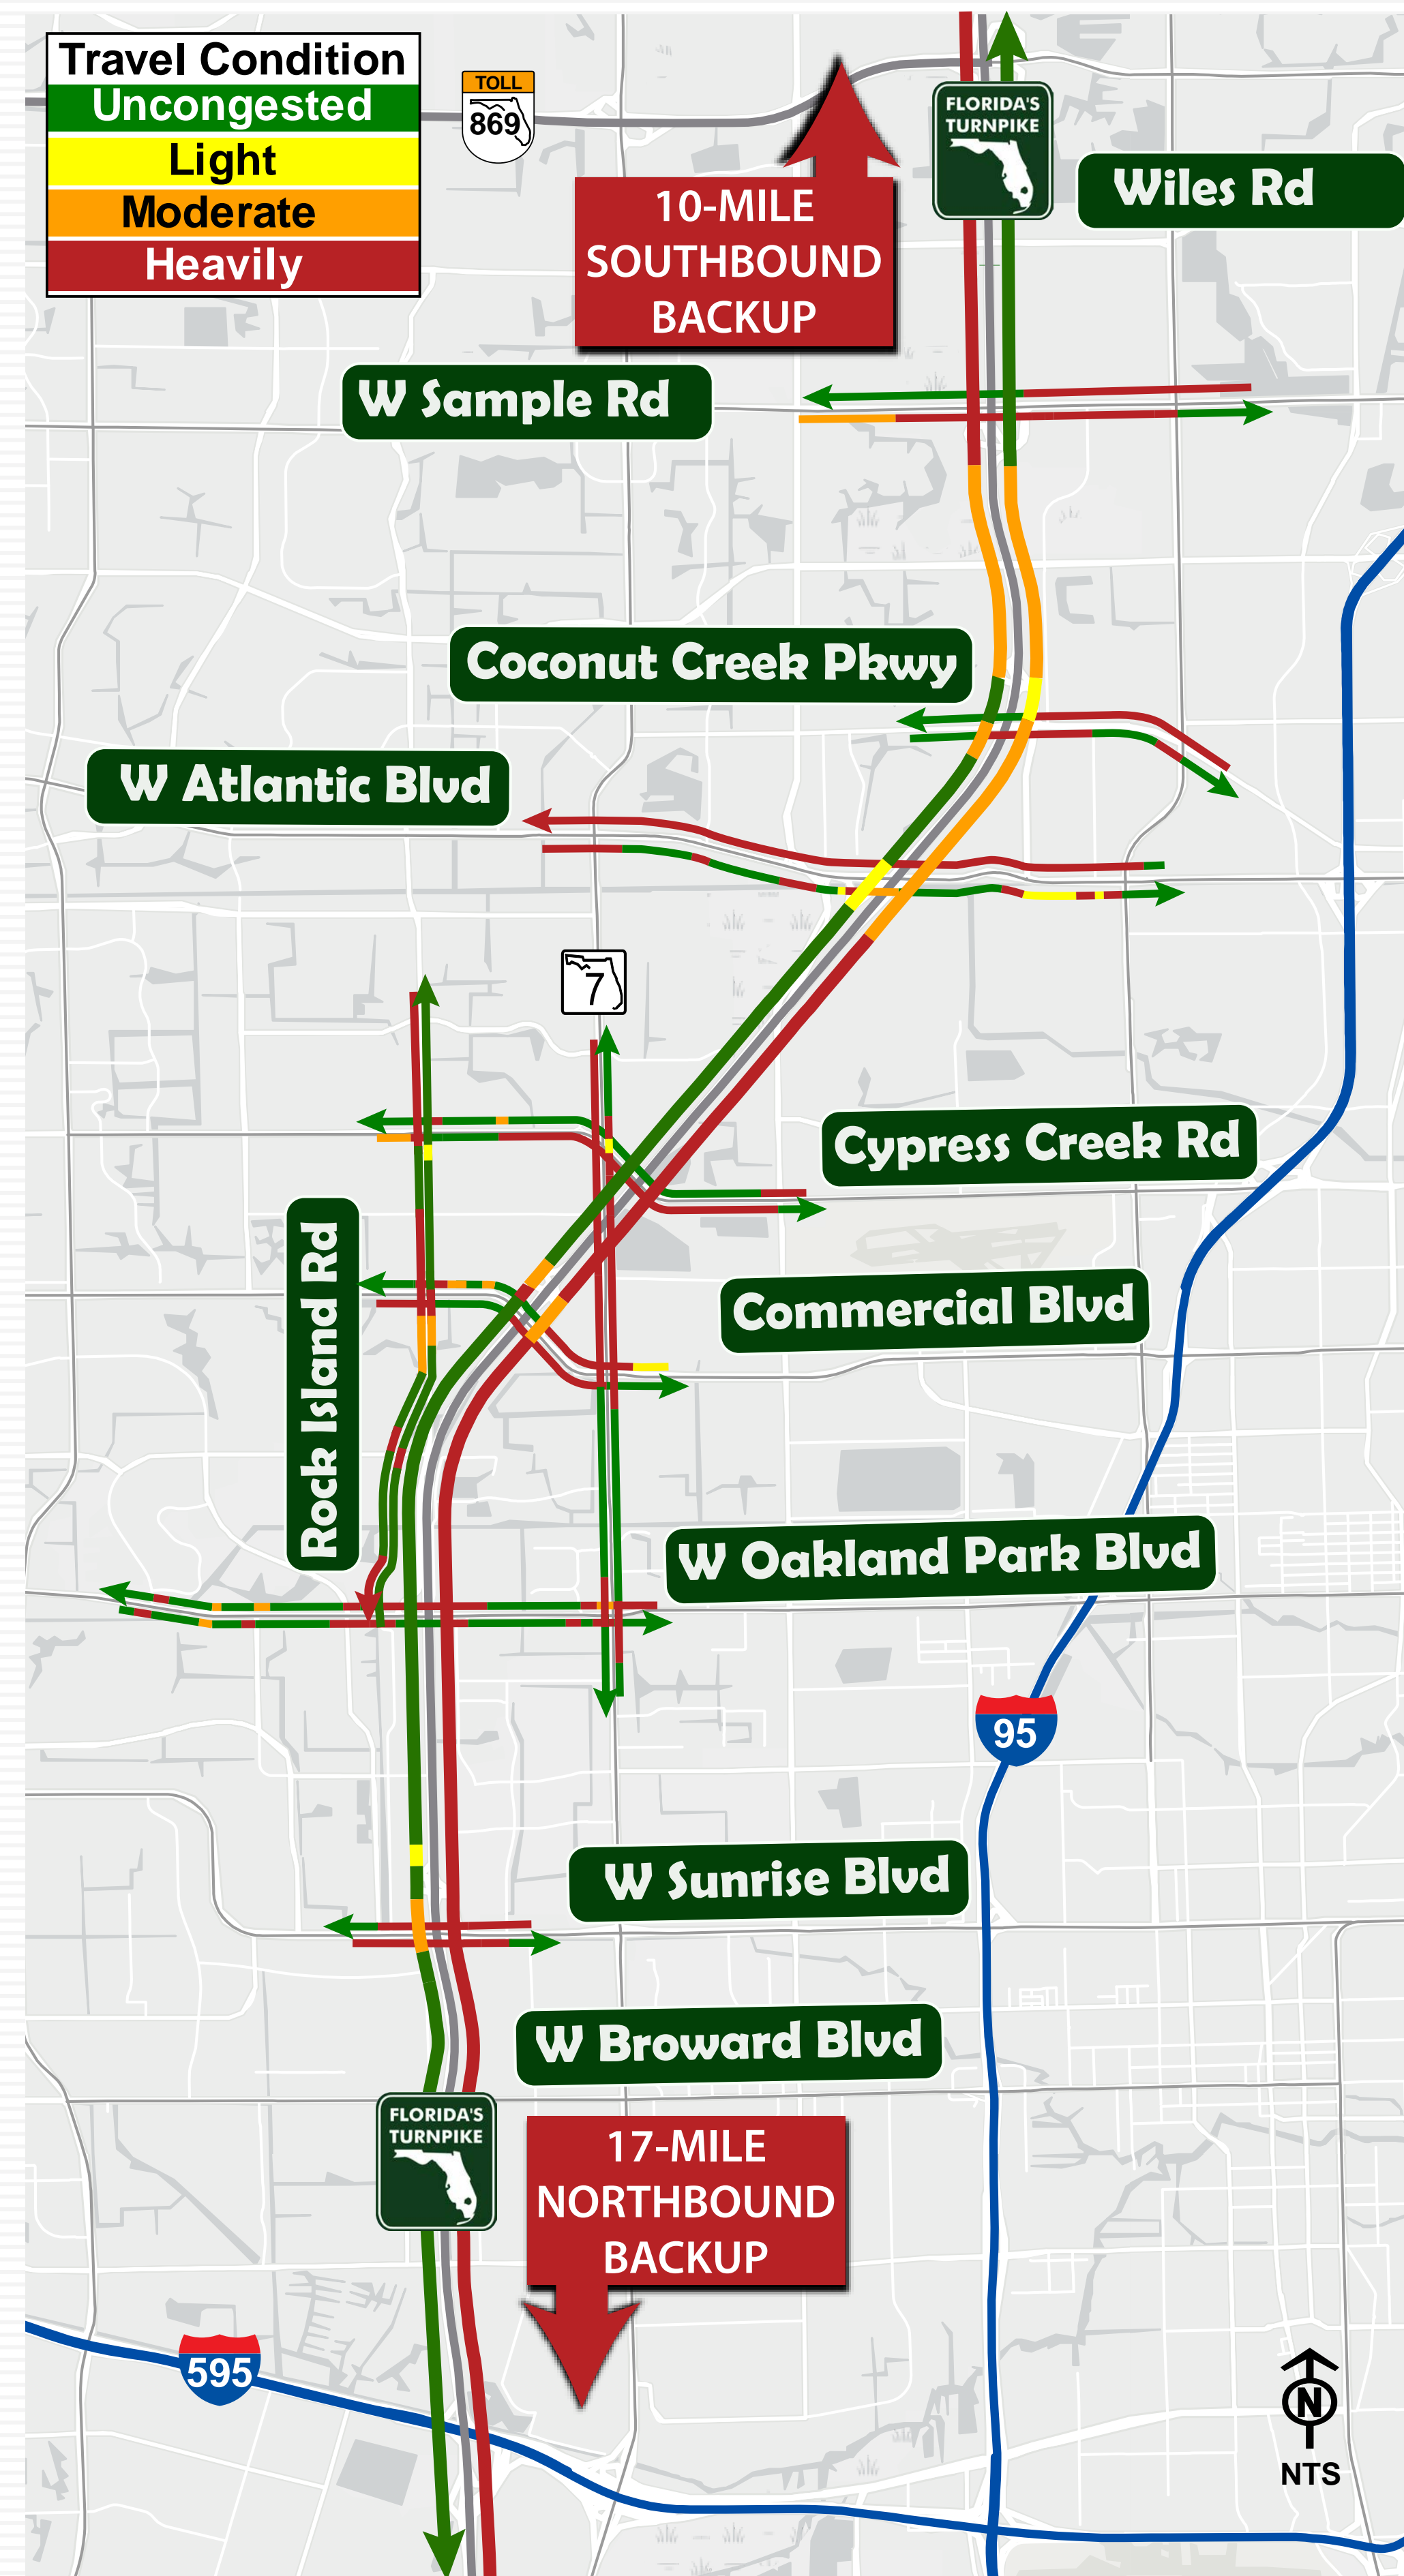 Travel Condition
Uncongested
Light
Moderate
Heavily
TOLL
869
FLORIDA'S
TURNPIKE
Wiles Rd
10-MILE
SOUTHBOUND
BACKUP
W Sample Rd
Coconut Creek Pkwy
W Atlantic Blvd
7
Cypress Creek Rd
Rock Island Rd
Commercial Blvd
W Oakland Park Blvd
95
W Sunrise Blvd
W Broward Blvd
FLORIDA'S
TURNPIKE
17-MILE
NORTHBOUND
BACKUP
595
N
NTS